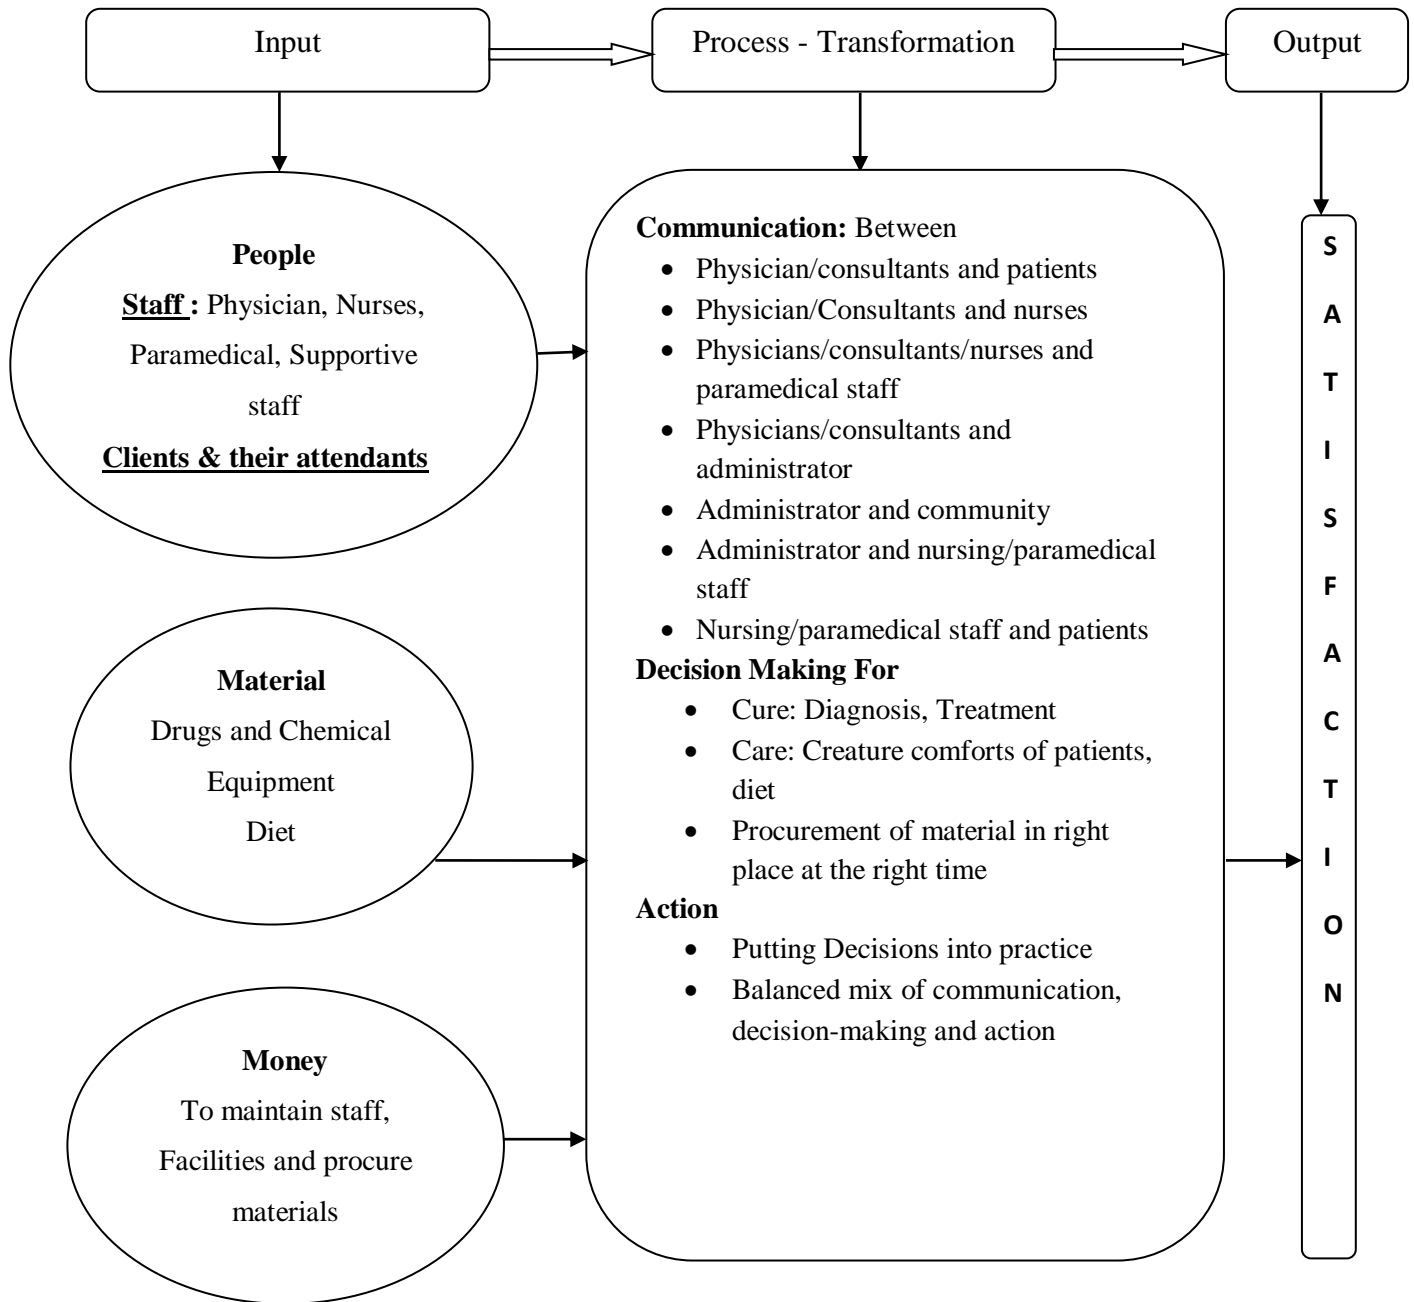 Input
Process - Transformation
Output
People
Staff : Physician, Nurses,
Paramedical, Supportive
staff
Clients & their attendants
Material
Drugs and Chemical
Equipment
Diet
Money
To maintain staff,
Facilities and procure
materials
Communication: Between
• Physician/consultants and patients
• Physician/Consultants and nurses
• Physicians/consultants/nurses and
paramedical staff
• Physicians/consultants and
administrator
• Administrator and community
• Administrator and nursing/paramedical
staff
• Nursing/paramedical staff and patients
Decision Making For
• Cure: Diagnosis, Treatment
• Care: Creature comforts of patients,
diet
• Procurement of material in right
place at the right time
Action
• Putting Decisions into practice
• Balanced mix of communication,
decision-making and action
S
A
T
I
S
F
A
C
T
I
O
N